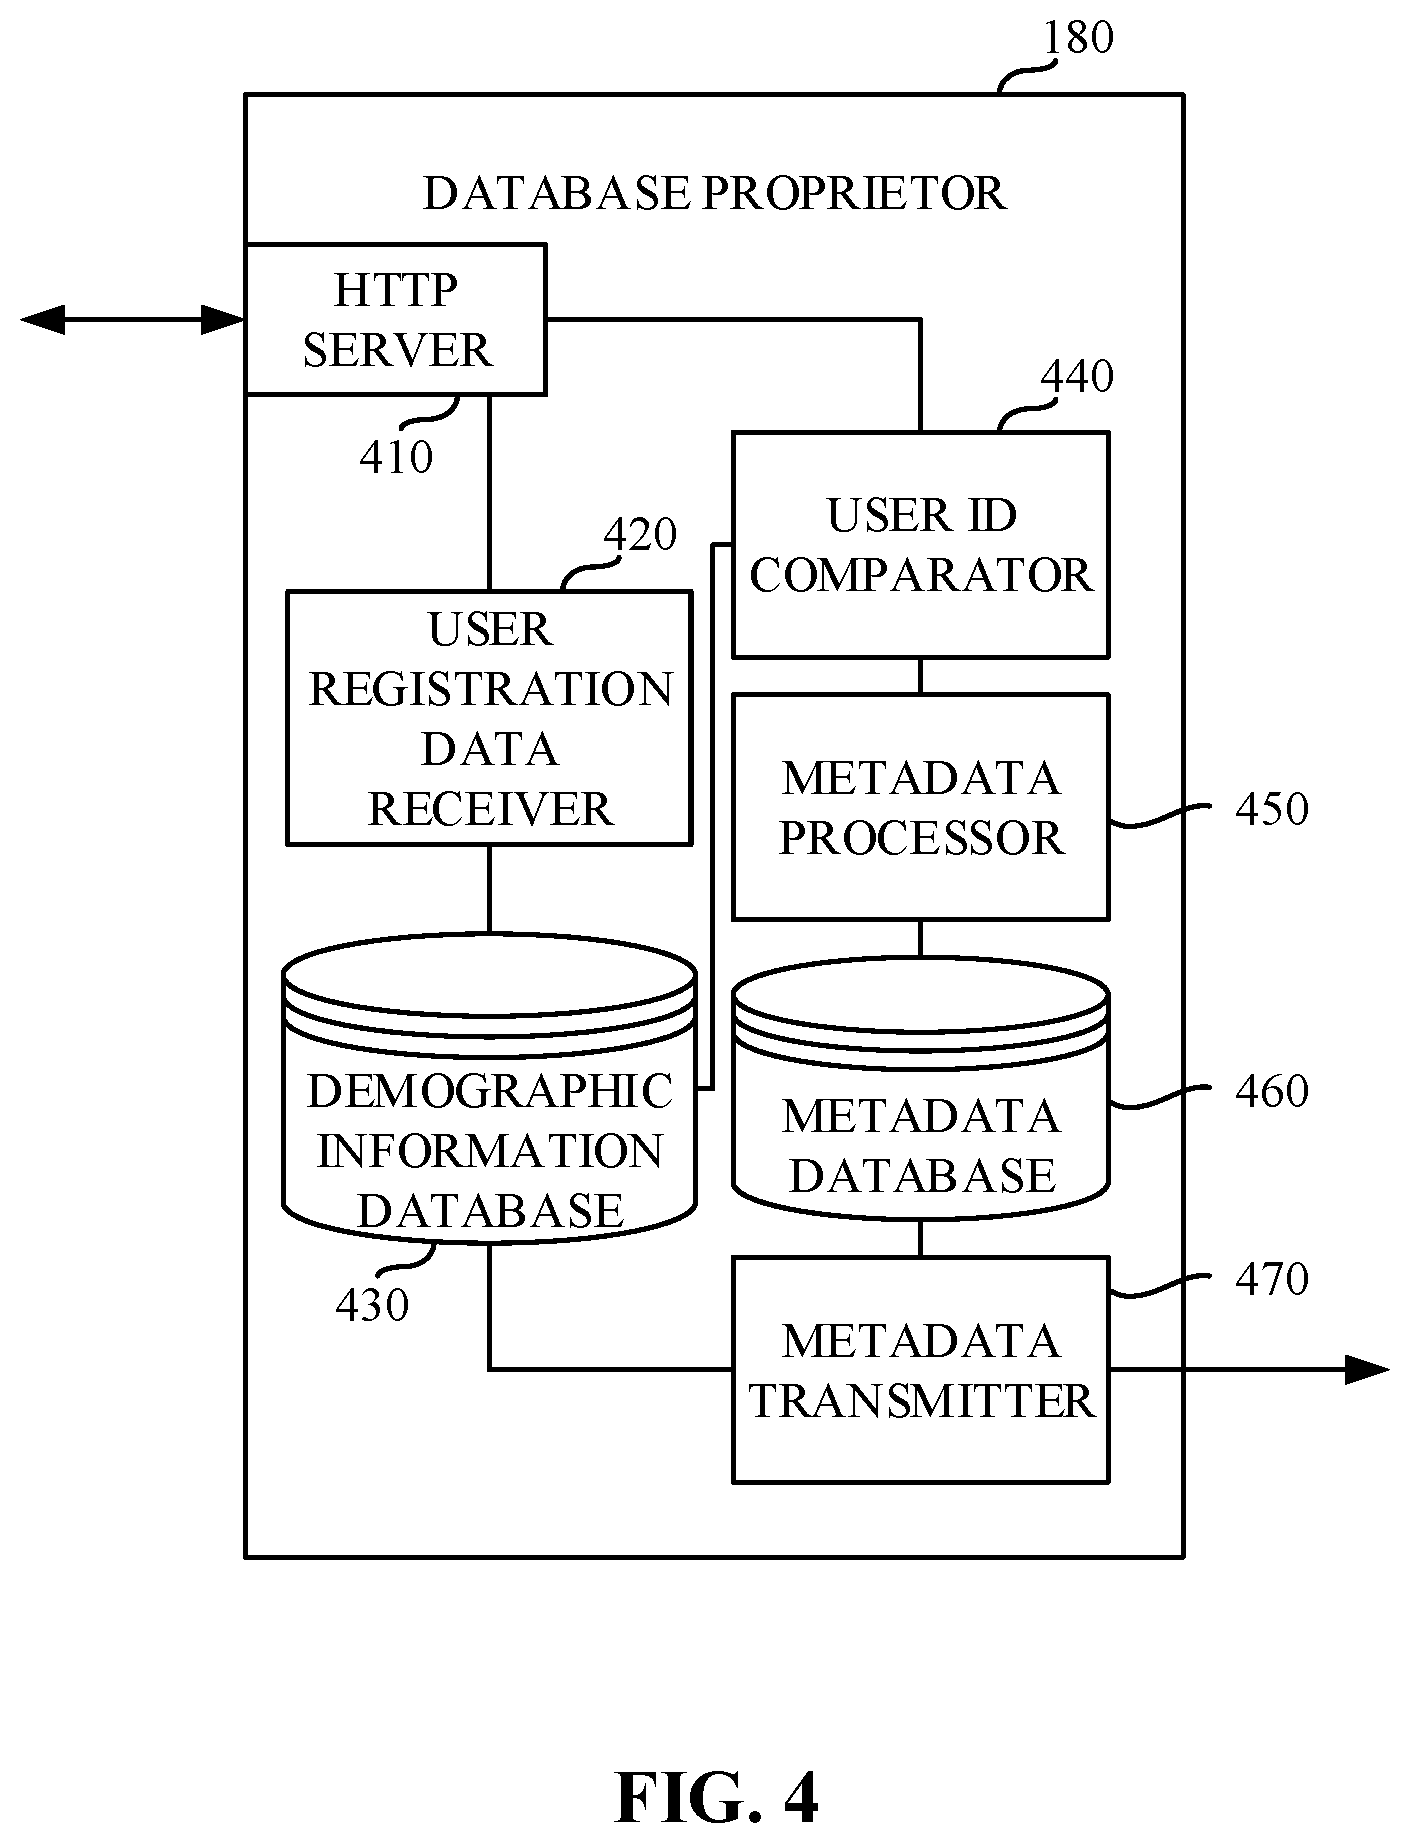 180
DATABASE PROPRIETOR
HTTP
SERVER
410
440
USER ID
COMPARATOR
420
USER
REGISTRATION
DATA
RECEIVER
METADATA
PROCESSOR
450
DEMOGRAPHIC
INFORMATION
DATABASE
430
METADATA
DATABASE
460
METADATA
TRANSMITTER
470
FIG. 4